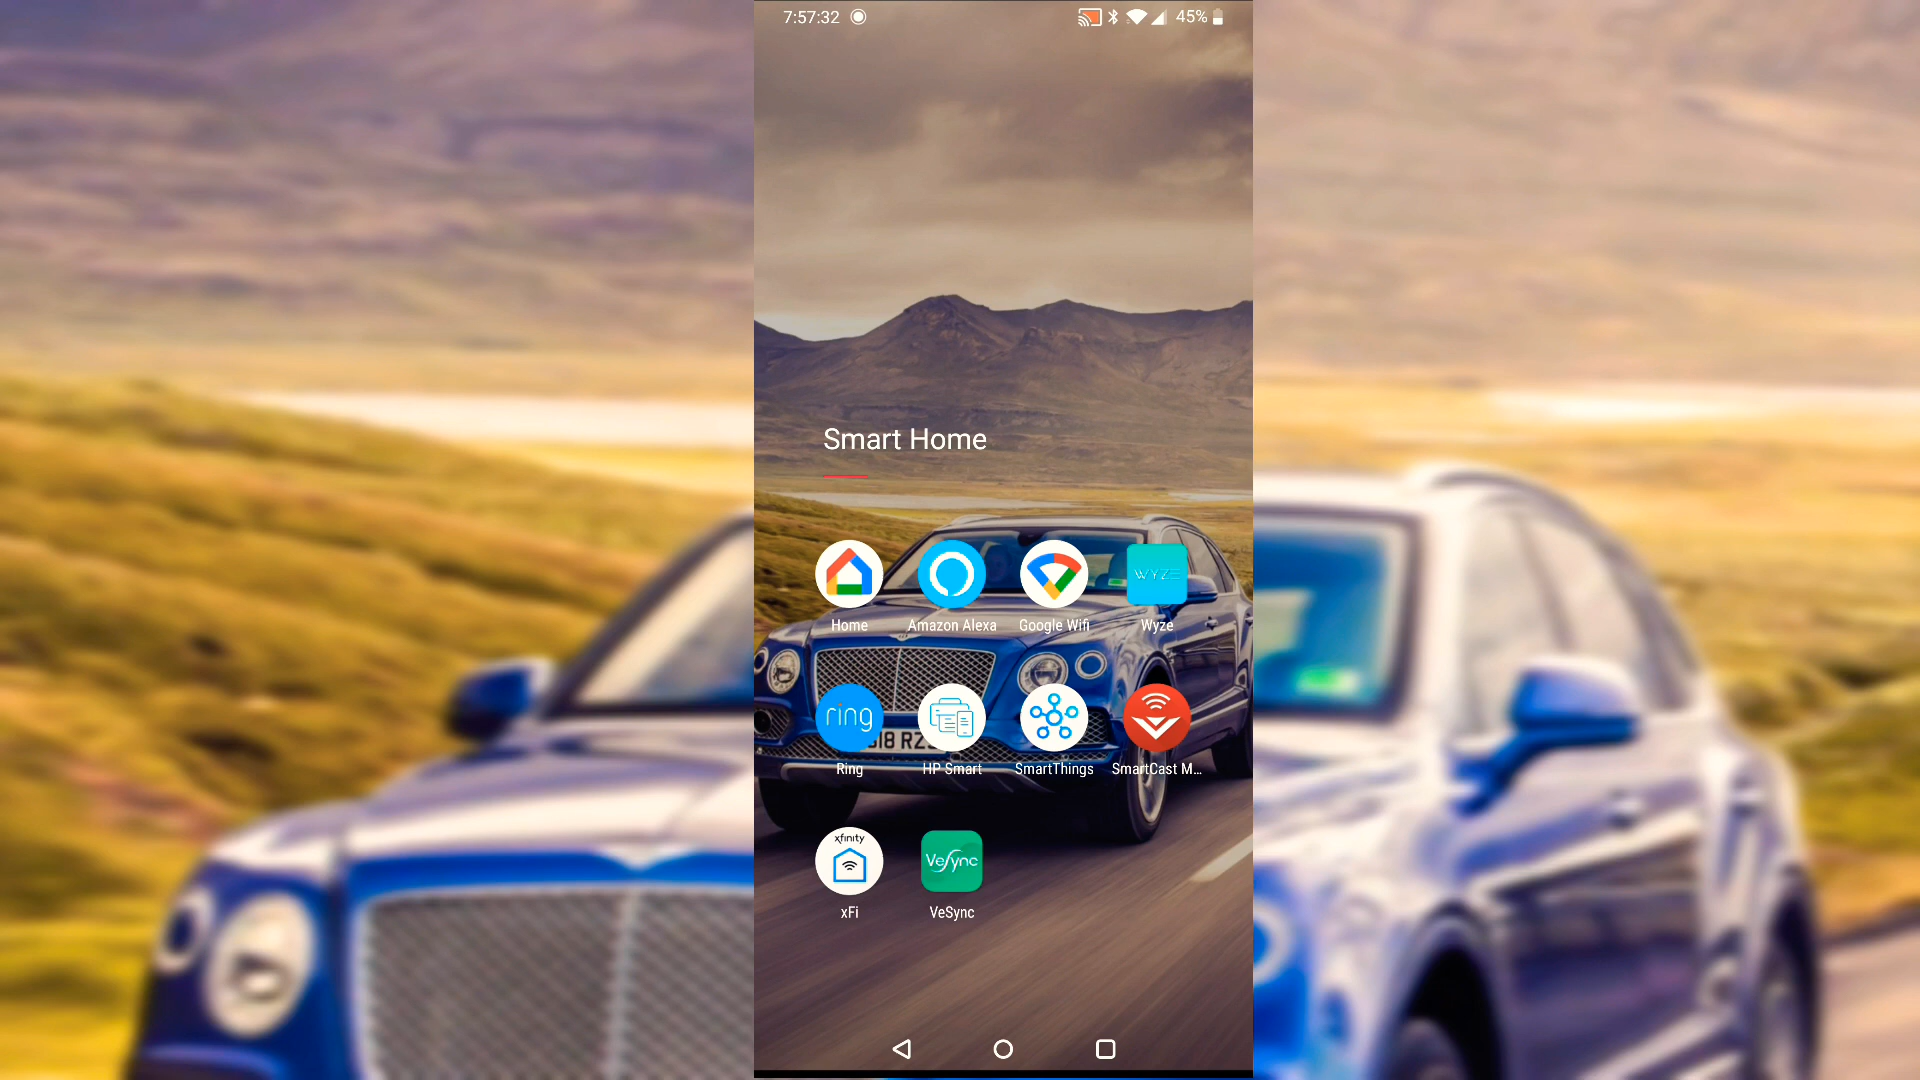 7:57:32 45%
Smart Home
WYZE
Home Amazon Alexa Google Wifi Wyze
ring
Ring HP Smart SmartThings SmartCast M...
xfinity
VeSync
xFi VeSync